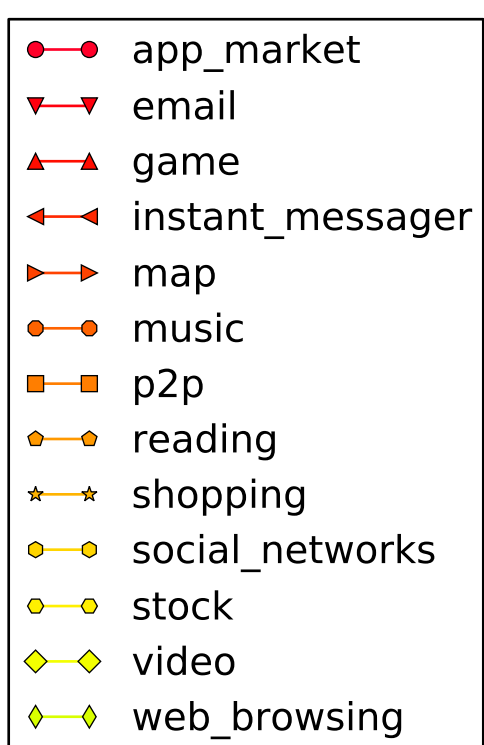 app_market
email
game
instant_messager
map
music
p2p
reading
shopping
social_networks
stock
video
web_browsing